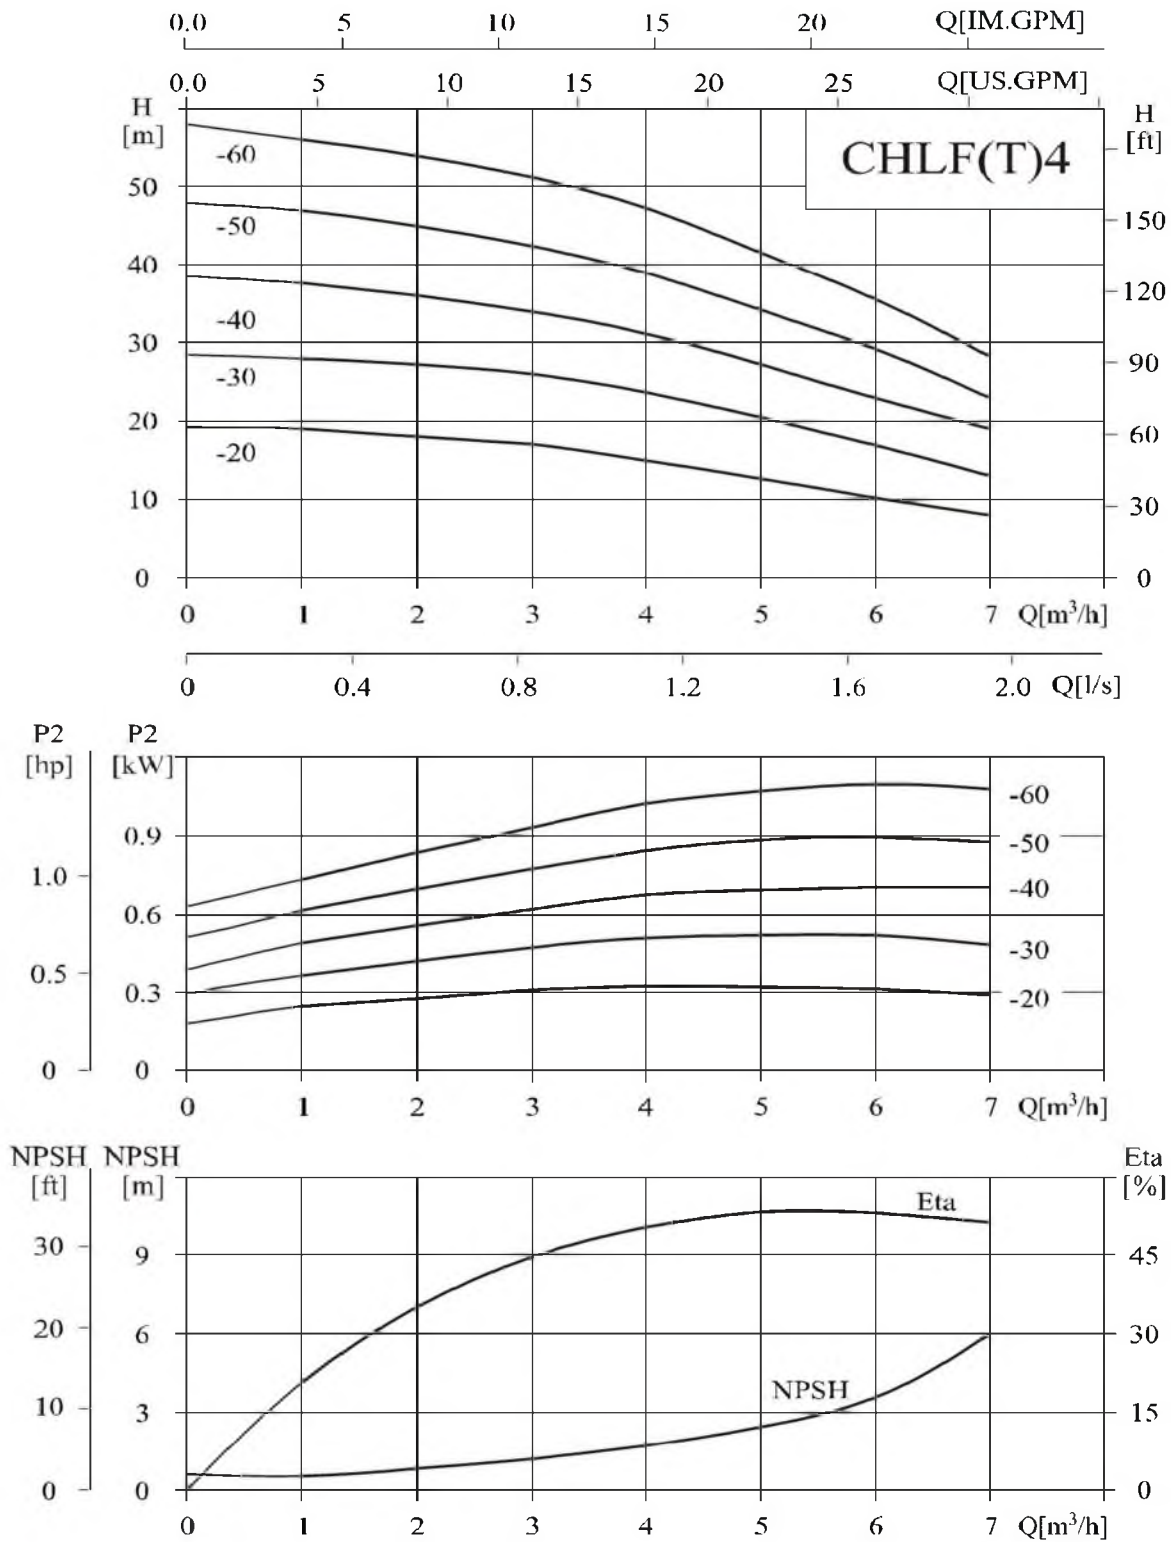 0.0 5 10 15 20 Q[IM.GPM]
0.0 5 10 15 20 25 Q[US.GPM]
H
[m]
H
[ft]
CHLF(T)4
-60
50
150
-50
40
120
-40
30
90
-30
20
60
-20
10
30
0
0
0 1 2 3 4 5 6 7 Q[m³/h]
0 0.4 0.8 1.2 1.6 2.0 Q[l/s]
P2 P2
[hp] [kW]
-60
0.9
-50
1.0
-40
0.6
-30
0.5
0.3
-20
0 0
0 1 2 3 4 5 6 7 Q[m³/h]
NPSH NPSH Eta
[ft] [m] [%]
Eta
30 9 45
20 6 30
NPSH
10 3 15
0 0 0
0 1 2 3 4 5 6 7 Q[m³/h]